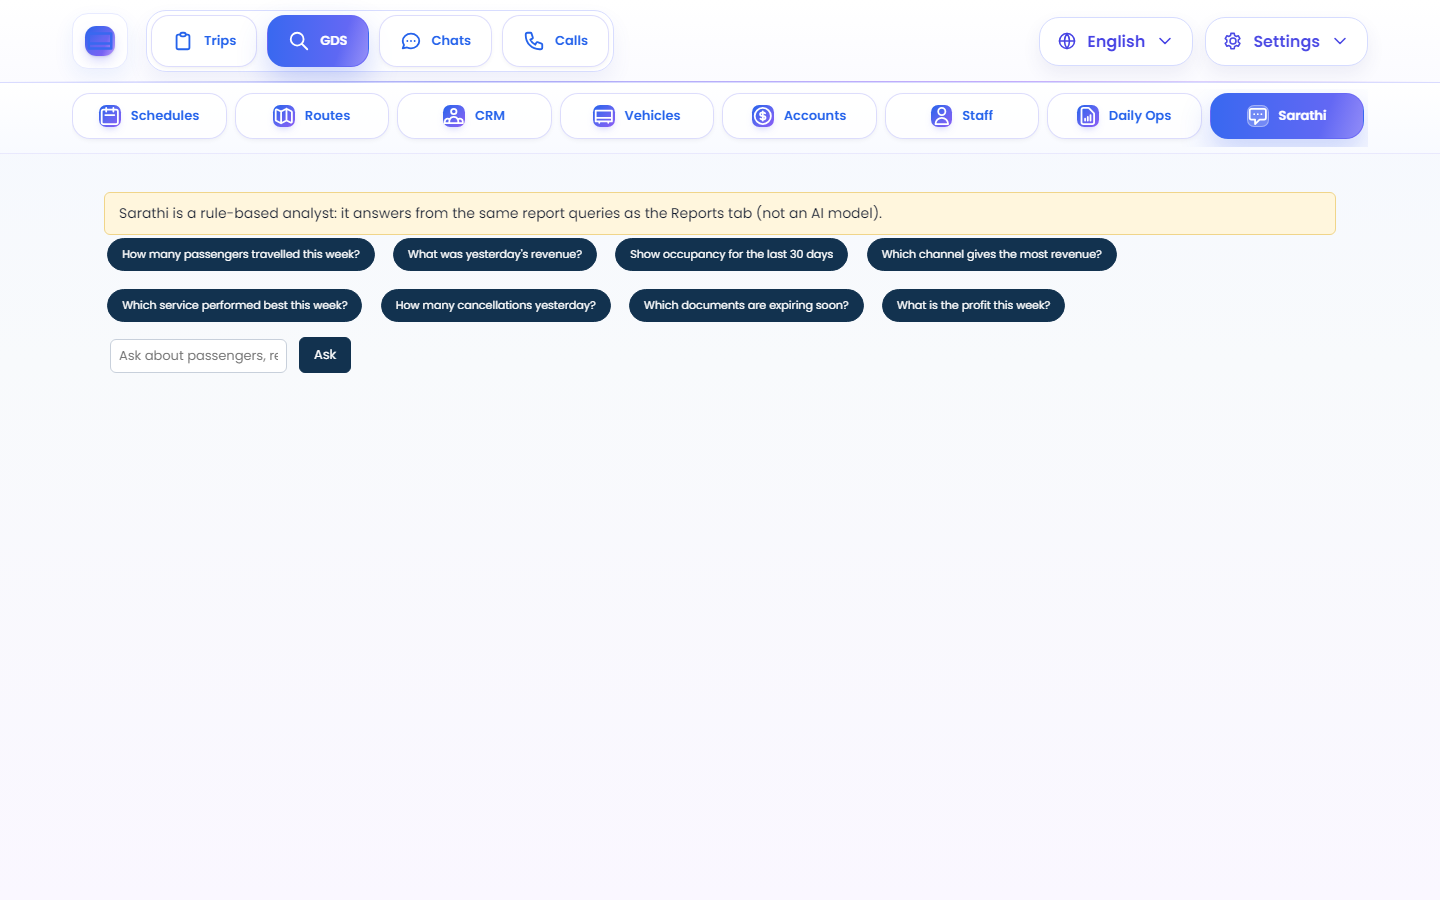 Trips
GDS
Chats
Calls
English
Settings
Schedules
Routes
CRM
Vehicles
Accounts
Staff
Daily Ops
Sarathi
Sarathi is a rule-based analyst: it answers from the same report queries as the Reports tab (not an AI model).
How many passengers travelled this week?
What was yesterday's revenue?
Show occupancy for the last 30 days
Which channel gives the most revenue?
Which service performed best this week?
How many cancellations yesterday?
Which documents are expiring soon?
What is the profit this week?
Ask about passengers, re
Ask